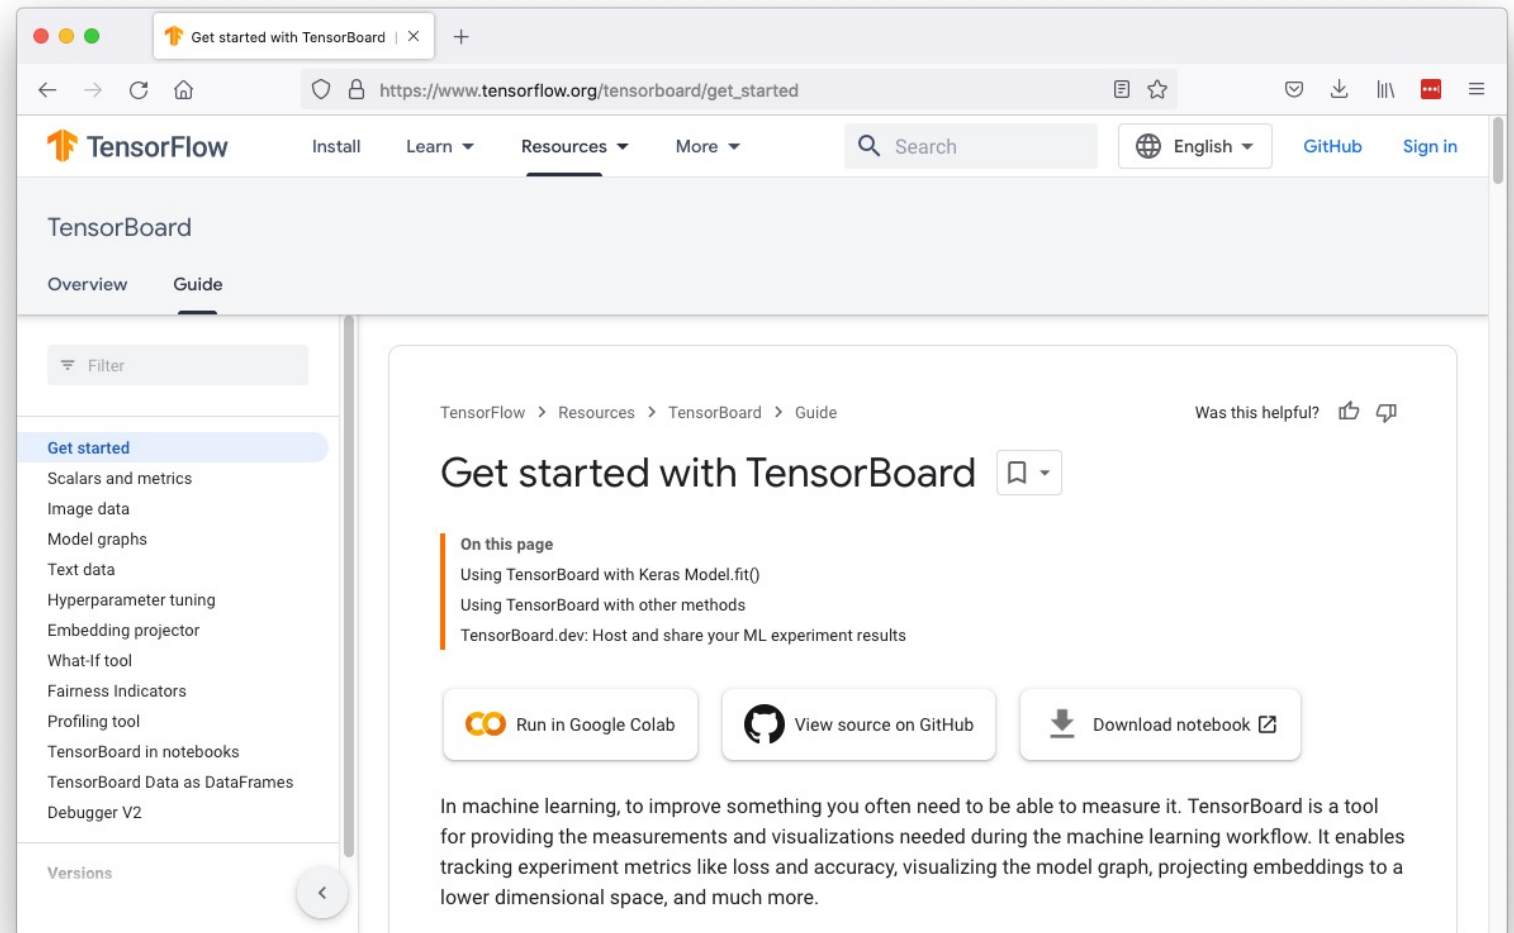 Get started with TensorBoard
https://www.tensorflow.org/tensorboard/get_started
TensorFlow Install Learn Resources More Search English GitHub Sign in
TensorBoard
Overview Guide
Filter
Get started
Scalars and metrics
Image data
Model graphs
Text data
Hyperparameter tuning
Embedding projector
What-If tool
Fairness Indicators
Profiling tool
TensorBoard in notebooks
TensorBoard Data as DataFrames
Debugger V2
Versions
TensorFlow > Resources > TensorBoard > Guide Was this helpful?
Get started with TensorBoard
On this page
Using TensorBoard with Keras Model.fit()
Using TensorBoard with other methods
TensorBoard.dev: Host and share your ML experiment results
Run in Google Colab View source on GitHub Download notebook
In machine learning, to improve something you often need to be able to measure it. TensorBoard is a tool
for providing the measurements and visualizations needed during the machine learning workflow. It enables
tracking experiment metrics like loss and accuracy, visualizing the model graph, projecting embeddings to a
lower dimensional space, and much more.